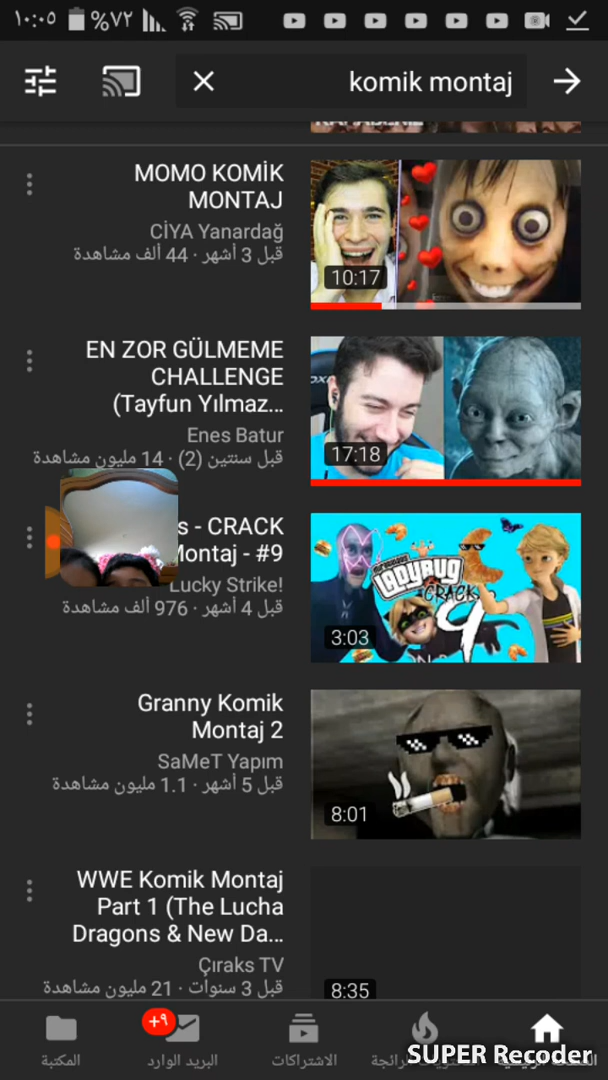 ١٠:٠٥ %٧٢
komik montaj
MOMO KOMİK
MONTAJ
CİYA Yanardağ
قبل 3 أشهر · 44 ألف مشاهدة
10:17
EN ZOR GÜLMEME
CHALLENGE
(Tayfun Yılmaz...
Enes Batur
قبل سنتين (2) · 14 مليون مشاهدة
17:18
s - CRACK
Montaj - #9
Lucky Strike!
قبل 4 أشهر · 976 ألف مشاهدة
LADYBUG
CRACK
9
3:03
Granny Komik
Montaj 2
SaMeT Yapım
قبل 5 أشهر · 1.1 مليون مشاهدة
8:01
WWE Komik Montaj
Part 1 (The Lucha
Dragons & New Da...
Çıraks TV
قبل 3 سنوات · 21 مليون مشاهدة
8:35
+٩
المكتبة
البريد الوارد
الاشتراكات
SUPER Recoder